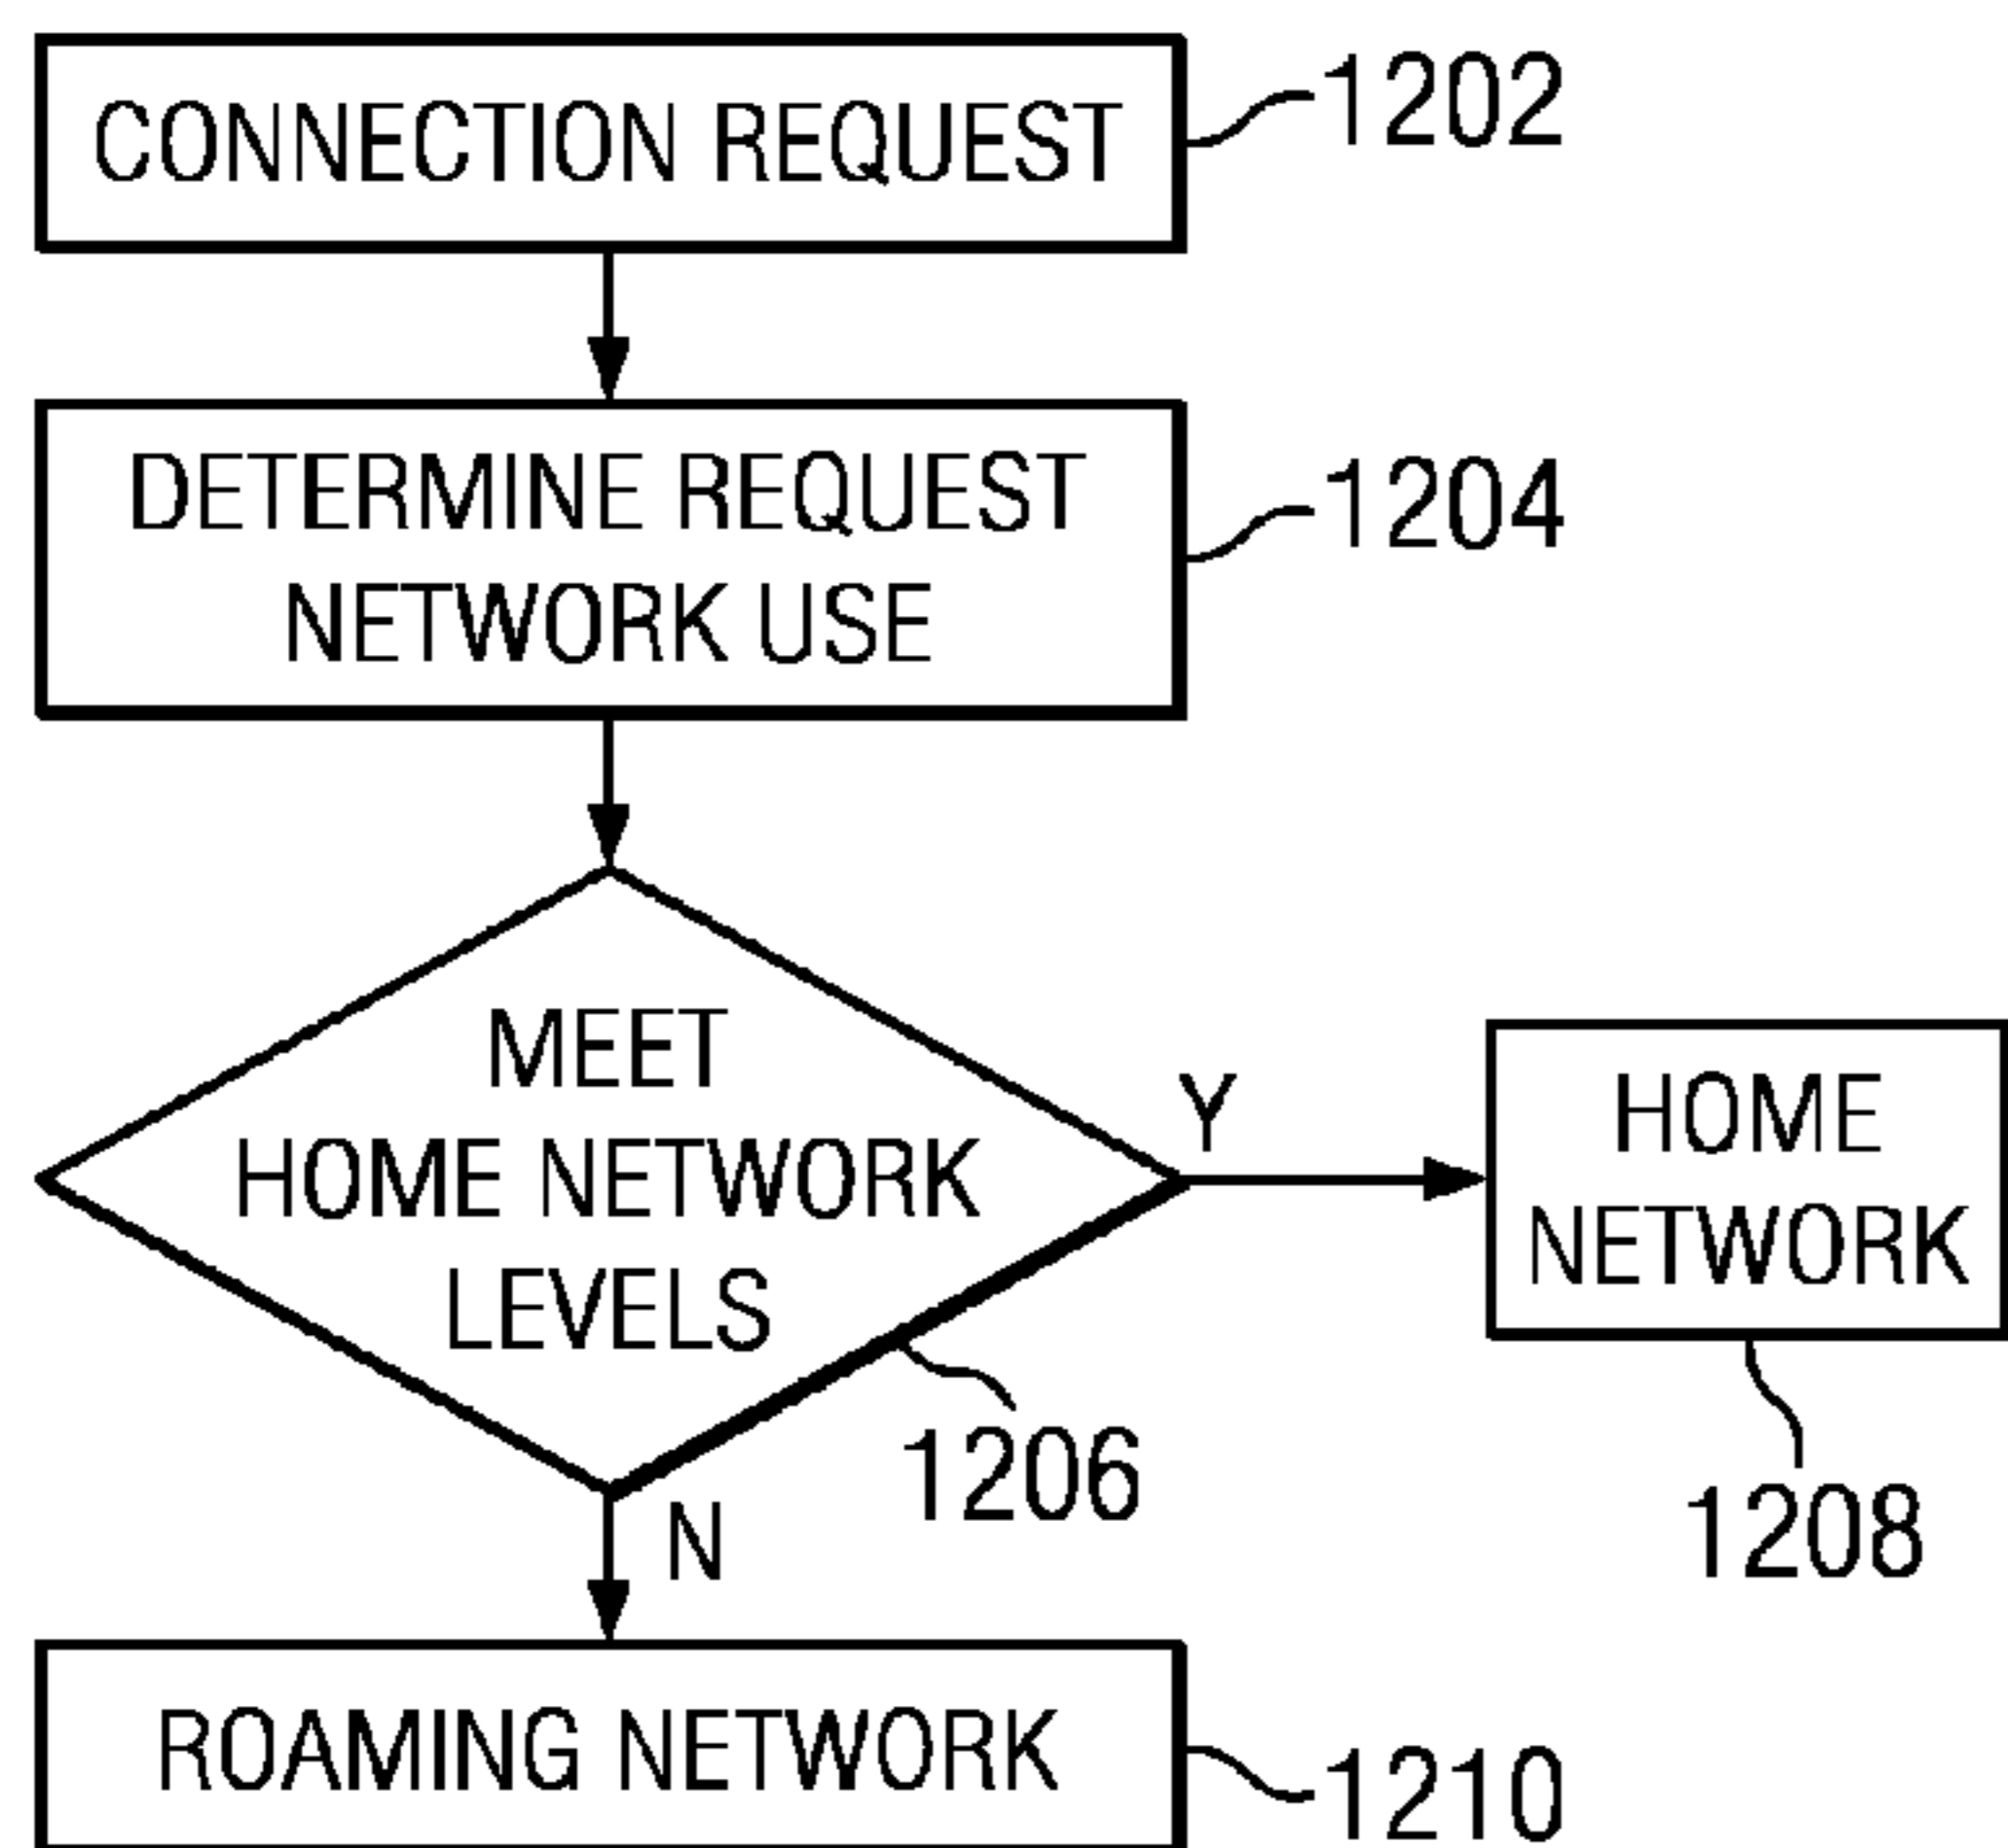 CONNECTION REQUEST
1202
DETERMINE REQUEST
NETWORK USE
1204
MEET
HOME NETWORK
LEVELS
1206
Y
HOME
NETWORK
1208
N
ROAMING NETWORK
1210